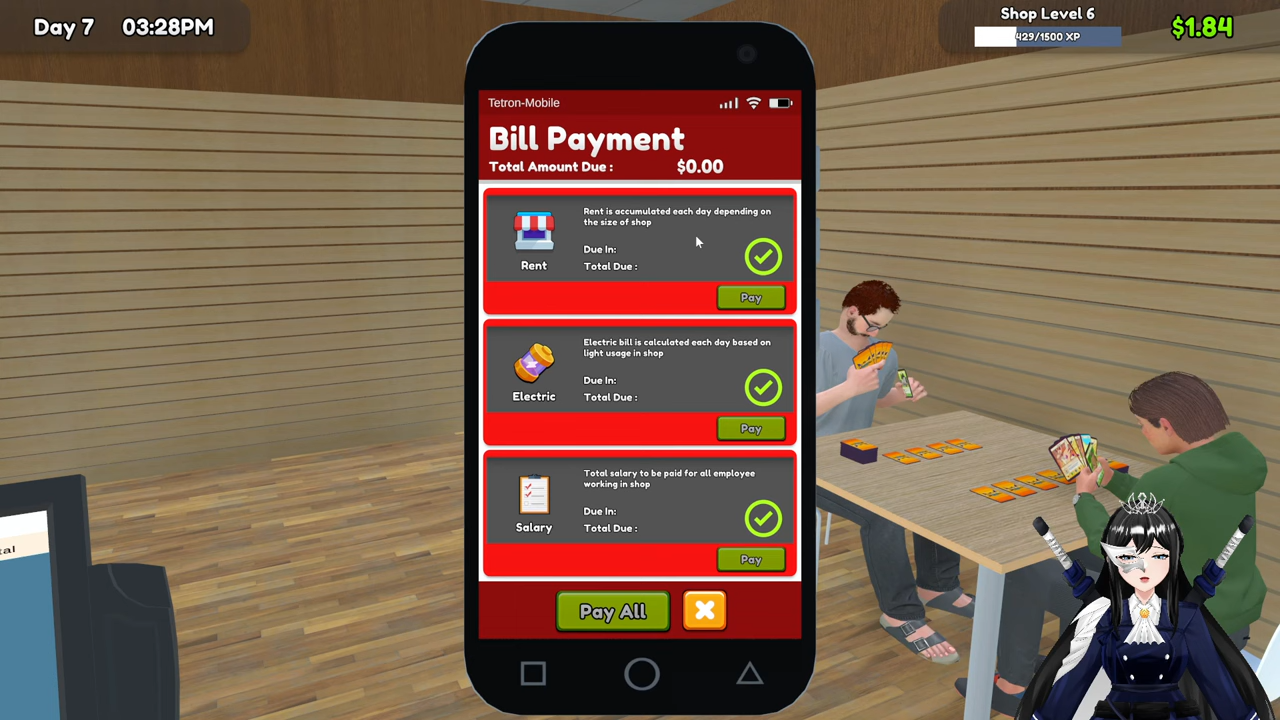 Day 7 03:28PM
Shop Level 6
429/1500 XP
$1.84
Tetron-Mobile
Bill Payment
Total Amount Due : $0.00
Rent is accumulated each day depending on
the size of shop
Due In:
Total Due :
Rent
Pay
Electric bill is calculated each day based on
light usage in shop
Due In:
Total Due :
Electric
Pay
Total salary to be paid for all employee
working in shop
Due In:
Total Due :
Salary
Pay
Pay All
tal